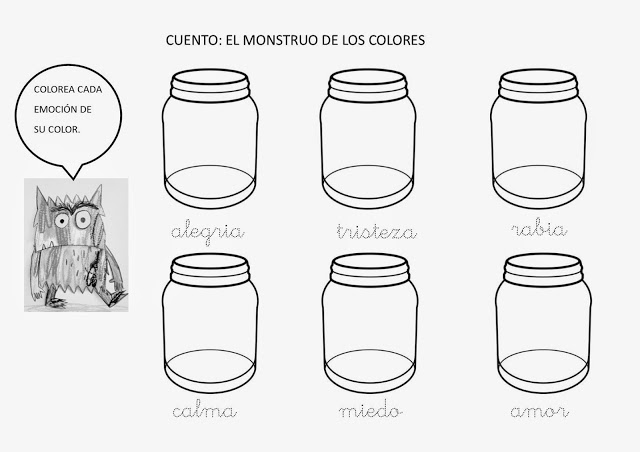 CUENTO: EL MONSTRUO DE LOS COLORES
COLOREA CADA
EMOCIÓN DE
SU COLOR.
alegria
tristeza
rabia
calma
miedo
amor